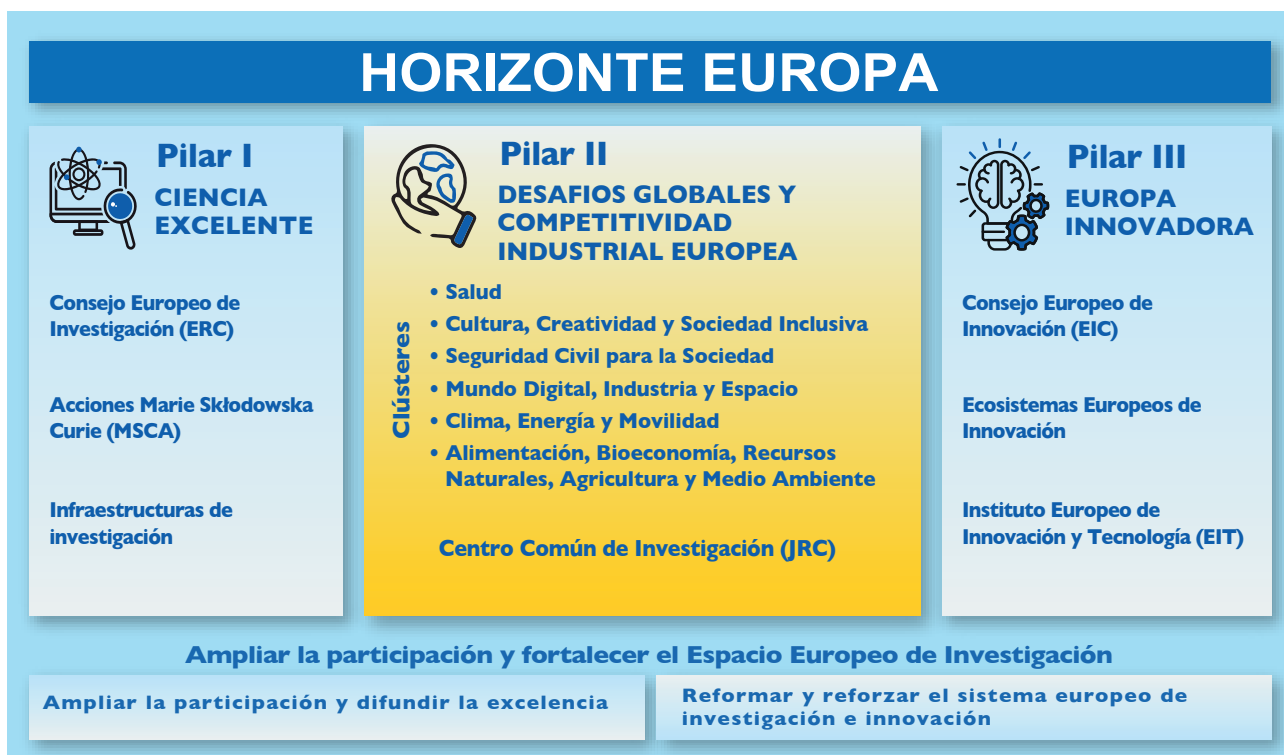 HORIZONTE EUROPA
Pilar I
CIENCIA
EXCELENTE
Consejo Europeo de
Investigación (ERC)
Acciones Marie Skłodowska
Curie (MSCA)
Infraestructuras de
investigación
Pilar II
DESAFIOS GLOBALES Y
COMPETITIVIDAD
INDUSTRIAL EUROPEA
Clústeres
• Salud
• Cultura, Creatividad y Sociedad Inclusiva
• Seguridad Civil para la Sociedad
• Mundo Digital, Industria y Espacio
• Clima, Energía y Movilidad
• Alimentación, Bioeconomía, Recursos
Naturales, Agricultura y Medio Ambiente
Centro Común de Investigación (JRC)
Pilar III
EUROPA
INNOVADORA
Consejo Europeo de
Innovación (EIC)
Ecosistemas Europeos de
Innovación
Instituto Europeo de
Innovación y Tecnología (EIT)
Ampliar la participación y fortalecer el Espacio Europeo de Investigación
Ampliar la participación y difundir la excelencia
Reformar y reforzar el sistema europeo de
investigación e innovación